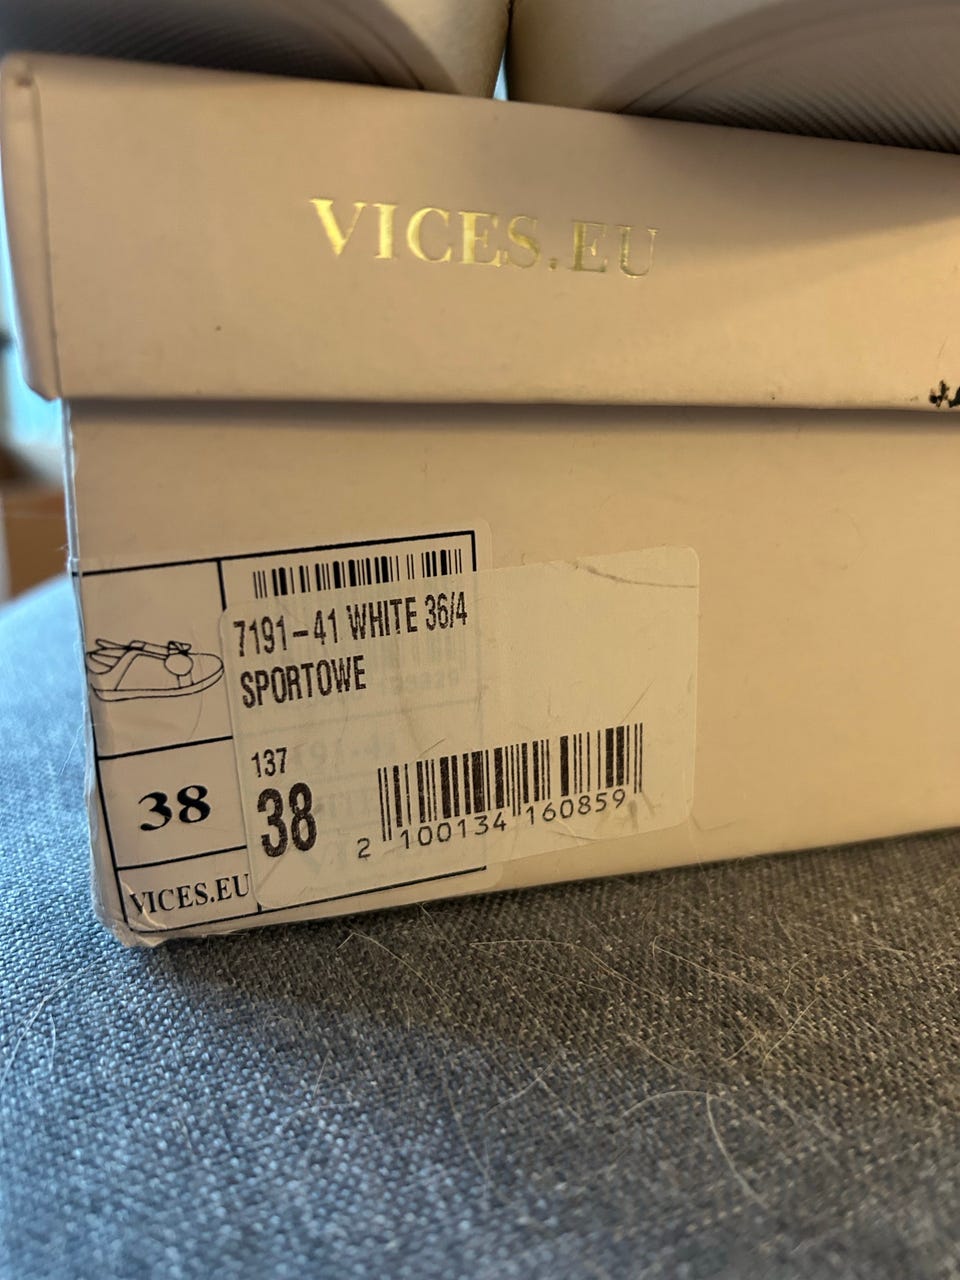 VICES.EU
7191-41 WHITE 36/4
SPORTOWE
137
38
38
2 100134 160859
VICES.EU